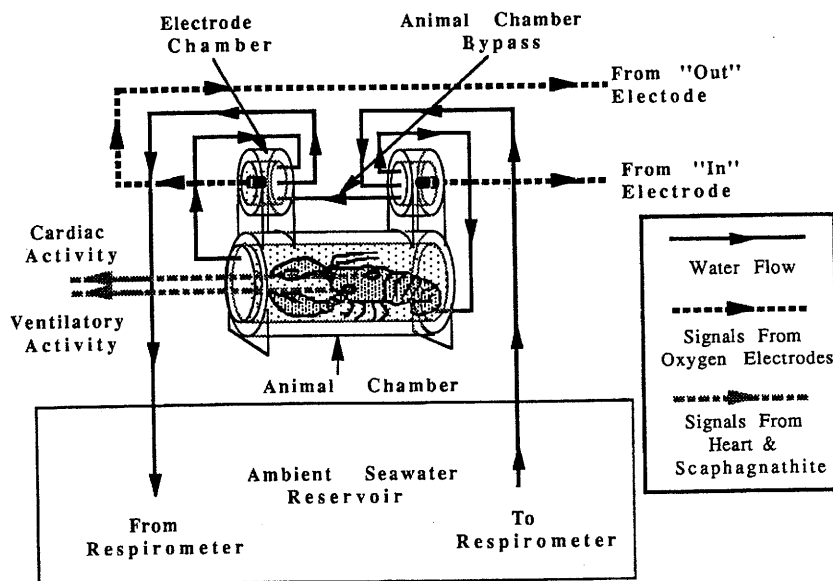 Electrode
Chamber
Animal Chamber
Bypass
From "Out"
Electode
From "In"
Electrode
Cardiac
Activity
Ventilatory
Activity
Animal Chamber
Water Flow
Signals From
Oxygen Electrodes
Signals From
Heart &
Scaphagnathite
Ambient Seawater
Reservoir
From
Respirometer
To
Respirometer